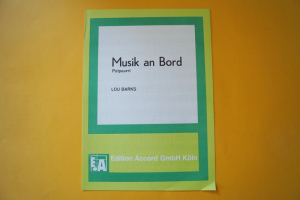 Musik an Bord
Potpourri
LOU BARKS
EA
Edition Accord GmbH Köln